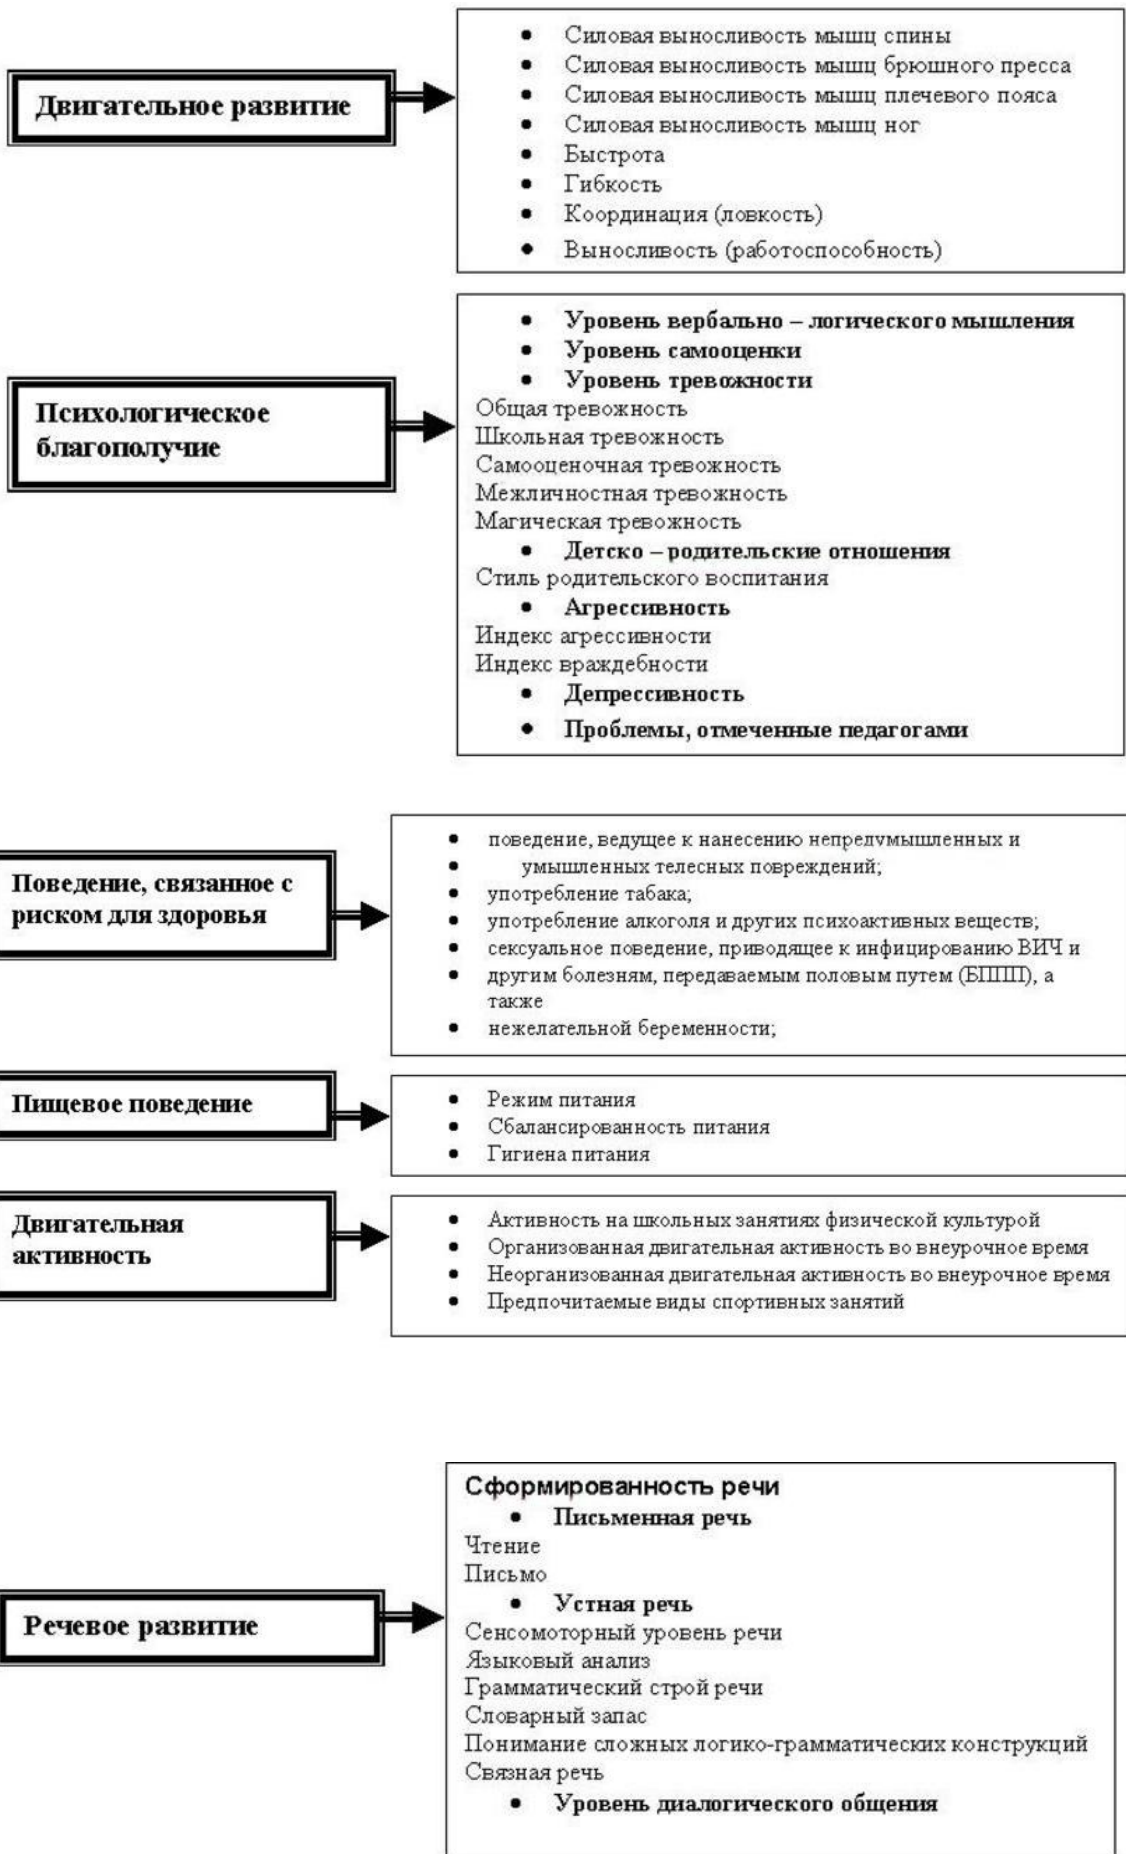 Двигательное развитие
• Силовая выносливость мышц спины
• Силовая выносливость мышц брюшного пресса
• Силовая выносливость мышц плечевого пояса
• Силовая выносливость мышц ног
• Быстрота
• Гибкость
• Координация (ловкость)
• Выносливость (работоспособность)
Психологическое
благополучие
• Уровень вербально – логического мышления
• Уровень самооценки
• Уровень тревожности
Общая тревожность
Школьная тревожность
Самооценочная тревожность
Межличностная тревожность
Магическая тревожность
• Детско – родительские отношения
Стиль родительского воспитания
• Агрессивность
Индекс агрессивности
Индекс враждебности
• Депрессивность
• Проблемы, отмеченные педагогами
Поведение, связанное с
риском для здоровья
• поведение, ведущее к нанесению непредумышленных и
• умышленных телесных повреждений;
• употребление табака;
• употребление алкоголя и других психоактивных веществ;
• сексуальное поведение, приводящее к инфицированию ВИЧ и
• другим болезням, передаваемым половым путем (БППП), а
также
• нежелательной беременности;
Пищевое поведение
• Режим питания
• Сбалансированность питания
• Гигиена питания
Двигательная
активность
• Активность на школьных занятиях физической культурой
• Организованная двигательная активность во внеурочное время
• Неорганизованная двигательная активность во внеурочное время
• Предпочитаемые виды спортивных занятий
Речевое развитие
Сформированность речи
• Письменная речь
Чтение
Письмо
• Устная речь
Сенсомоторный уровень речи
Языковый анализ
Грамматический строй речи
Словарный запас
Понимание сложных логико-грамматических конструкций
Связная речь
• Уровень диалогического общения